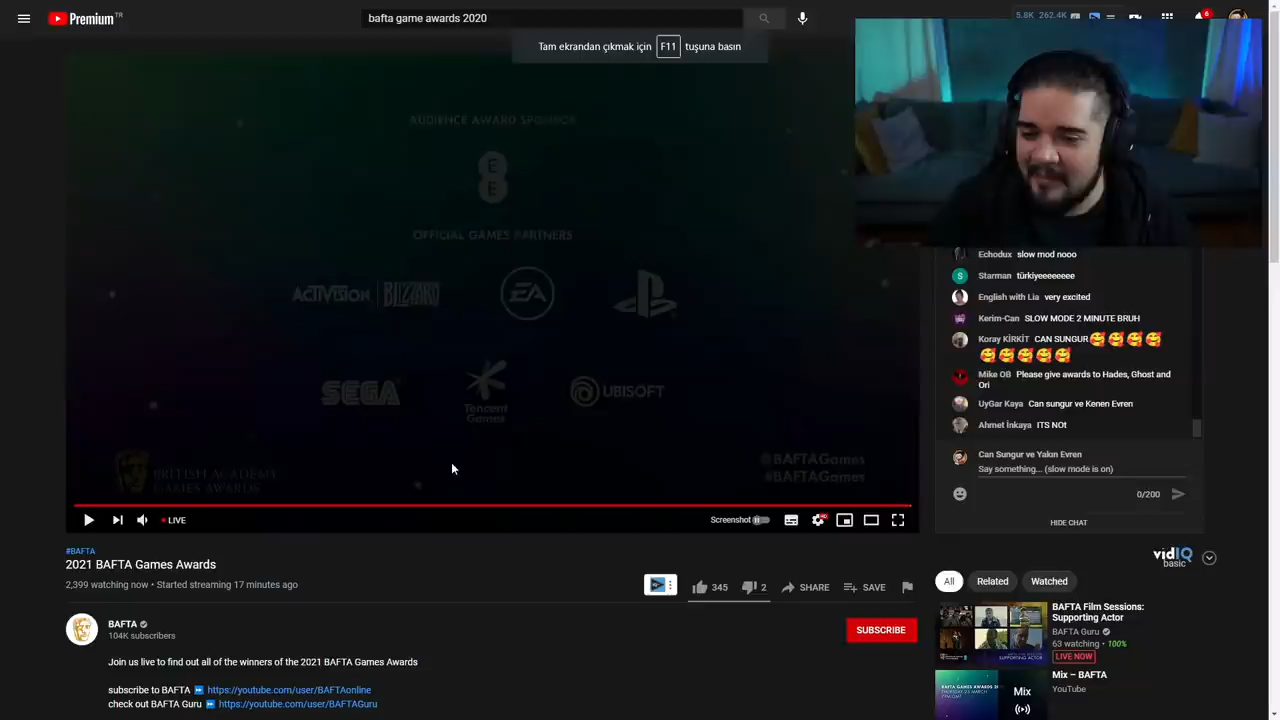 Premium TR
bafta game awards 2020
5.8K 262.4K
6
Tam ekrandan çıkmak için F11 tuşuna basın
AUDIENCE AWARD SPONSOR
EE
OFFICIAL GAMES PARTNERS
ACTIVISION | BLIZZARD
EA
SEGA
Tencent
Games
UBISOFT
BRITISH ACADEMY
GAMES AWARDS
@BAFTAGames
#BAFTAGames
LIVE
Screenshot
HD
Echodux slow mod nooo
S Starman türkiyeeeeeeee
English with Lia very excited
Kerim-Can SLOW MODE 2 MINUTE BRUH
Koray KİRKİT CAN SUNGUR🥰🥰🥰🥰
🥰🥰🥰🥰🥰
Mike OB Please give awards to Hades, Ghost and
Ori
UyGar Kaya Can sungur ve Kenen Evren
Ahmet İnkaya ITS NOt
Can Sungur ve Yakın Evren
Say something... (slow mode is on)
0/200
HIDE CHAT
#BAFTA
2021 BAFTA Games Awards
2,399 watching now • Started streaming 17 minutes ago
345
2
SHARE
SAVE
BAFTA
104K subscribers
SUBSCRIBE
Join us live to find out all of the winners of the 2021 BAFTA Games Awards
subscribe to BAFTA ⏩ https://youtube.com/user/BAFTAonline
check out BAFTA Guru ⏩ https://youtube.com/user/BAFTAGuru
vidIQ
basic
All
Related
Watched
BAFTA Film Sessions:
Supporting Actor
BAFTA Guru
63 watching • 100%
LIVE NOW
Mix – BAFTA
YouTube
Mix